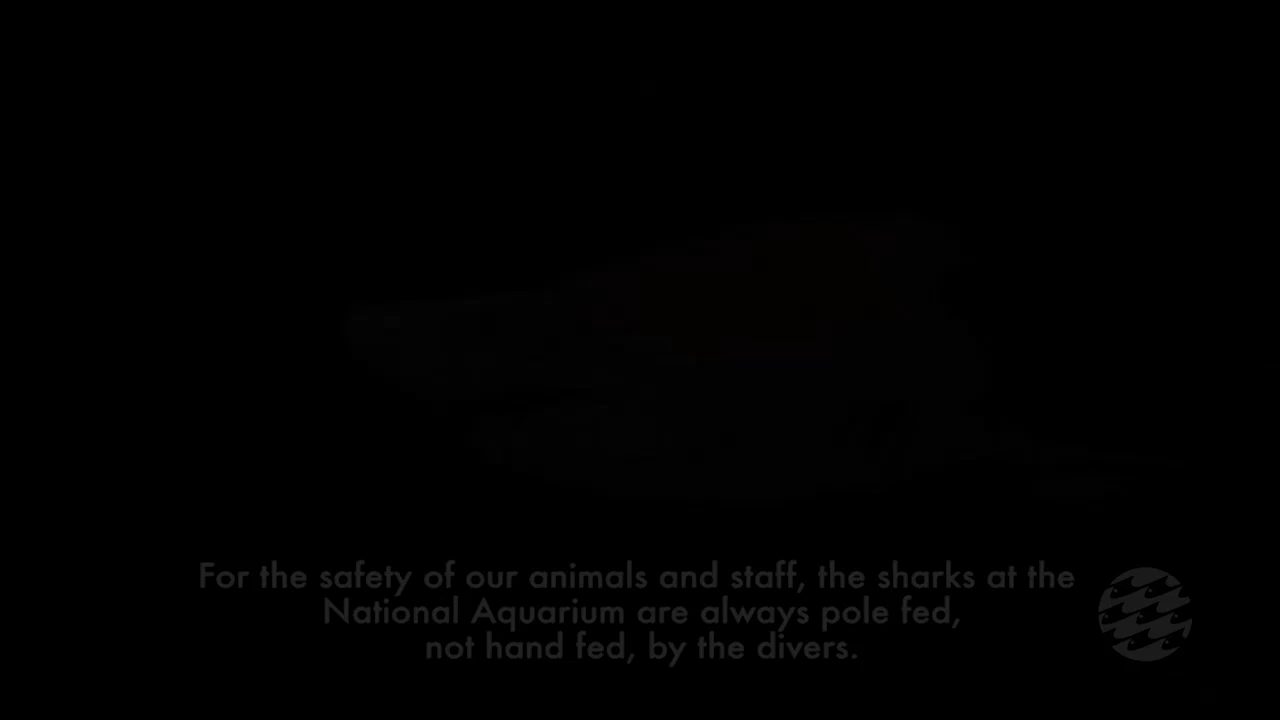 For the safety of our animals and staff, the sharks at the
National Aquarium are always pole fed,
not hand fed, by the divers.